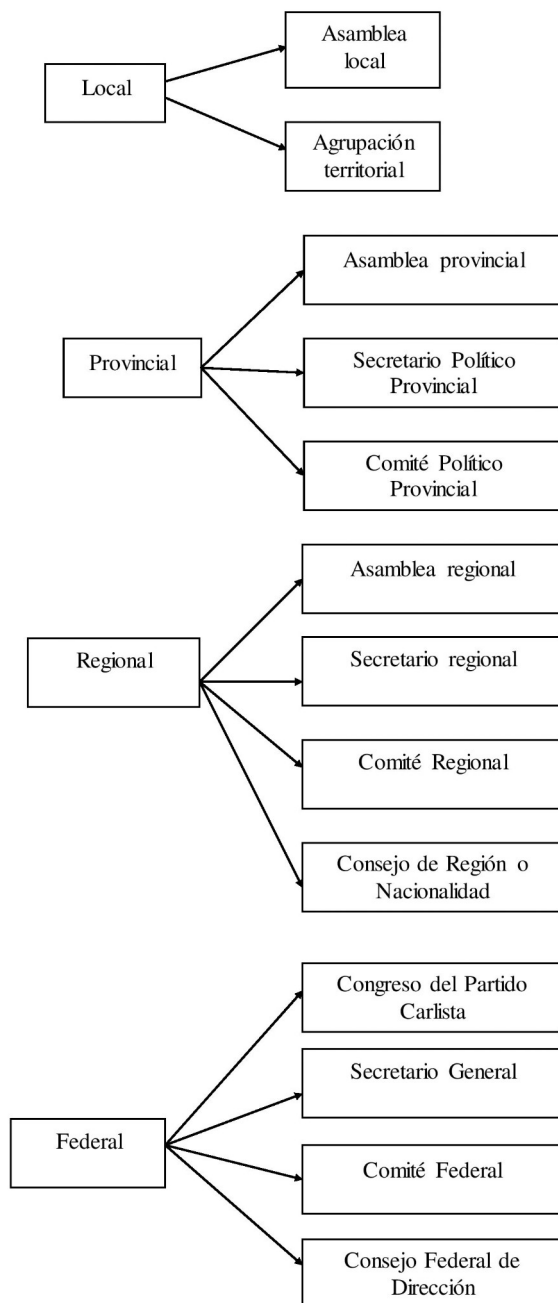 Asamblea
local
Local
Agrupación
territorial
Asamblea provincial
Provincial
Secretario Político
Provincial
Comité Político
Provincial
Asamblea regional
Regional
Secretario regional
Comité Regional
Consejo de Región o
Nacionalidad
Congreso del Partido
Carlista
Secretario General
Federal
Comité Federal
Consejo Federal de
Dirección